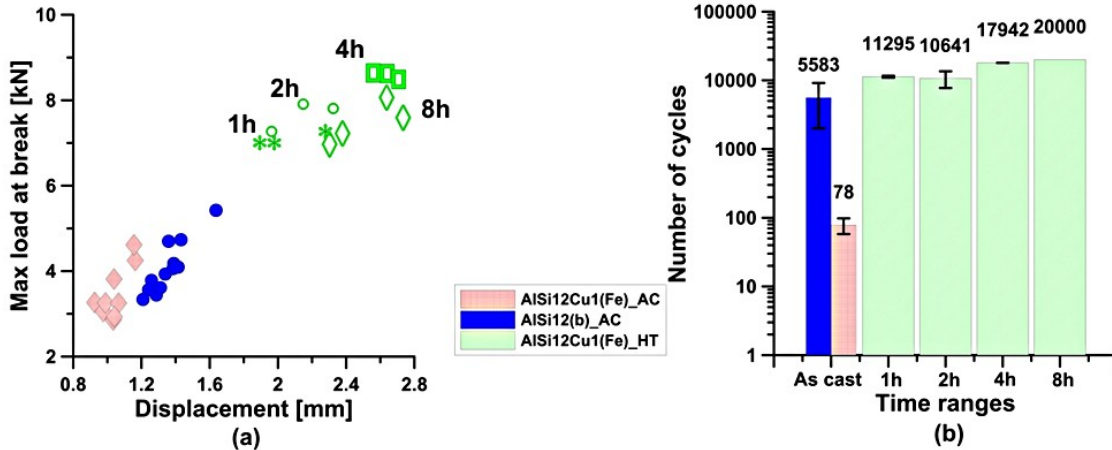 10
8
6
4
2
0.8
1.2
1.6
2
2.4
2.8
Max load at break [kN]
Displacement [mm]
(a)
1h
2h
4h
8h
AlSi12Cu1(Fe)_AC
AlSi12(b)_AC
AlSi12Cu1(Fe)_HT
100000
10000
1000
100
10
1
Number of cycles
5583
78
11295
10641
17942
20000
As cast
1h
2h
4h
8h
Time ranges
(b)